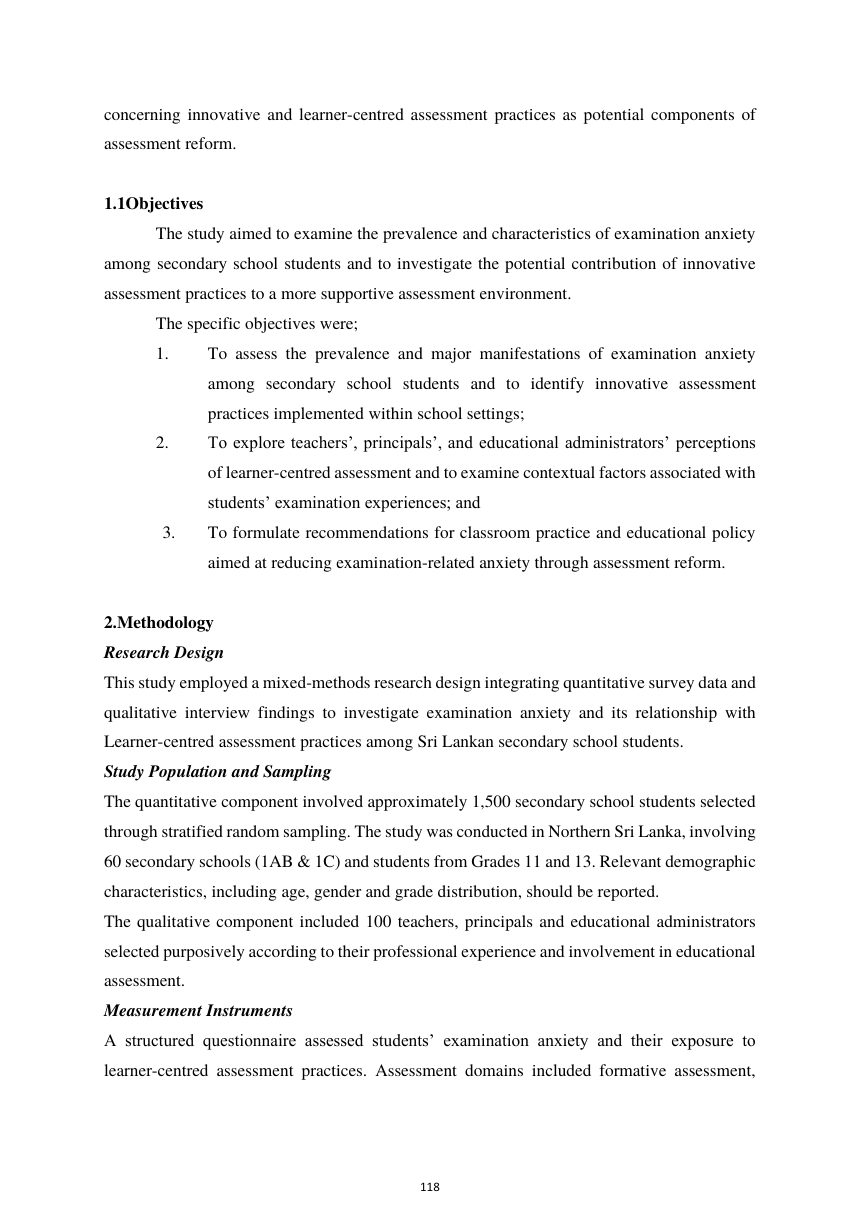 concerning innovative and learner-centred assessment practices as potential components of
assessment reform.
1.1Objectives
The study aimed to examine the prevalence and characteristics of examination anxiety
among secondary school students and to investigate the potential contribution of innovative
assessment practices to a more supportive assessment environment.
The specific objectives were;
1. To assess the prevalence and major manifestations of examination anxiety
among secondary school students and to identify innovative assessment
practices implemented within school settings;
2. To explore teachers’, principals’, and educational administrators’ perceptions
of learner-centred assessment and to examine contextual factors associated with
students’ examination experiences; and
3. To formulate recommendations for classroom practice and educational policy
aimed at reducing examination-related anxiety through assessment reform.
2.Methodology
Research Design
This study employed a mixed-methods research design integrating quantitative survey data and
qualitative interview findings to investigate examination anxiety and its relationship with
Learner-centred assessment practices among Sri Lankan secondary school students.
Study Population and Sampling
The quantitative component involved approximately 1,500 secondary school students selected
through stratified random sampling. The study was conducted in Northern Sri Lanka, involving
60 secondary schools (1AB & 1C) and students from Grades 11 and 13. Relevant demographic
characteristics, including age, gender and grade distribution, should be reported.
The qualitative component included 100 teachers, principals and educational administrators
selected purposively according to their professional experience and involvement in educational
assessment.
Measurement Instruments
A structured questionnaire assessed students’ examination anxiety and their exposure to
learner-centred assessment practices. Assessment domains included formative assessment,
118